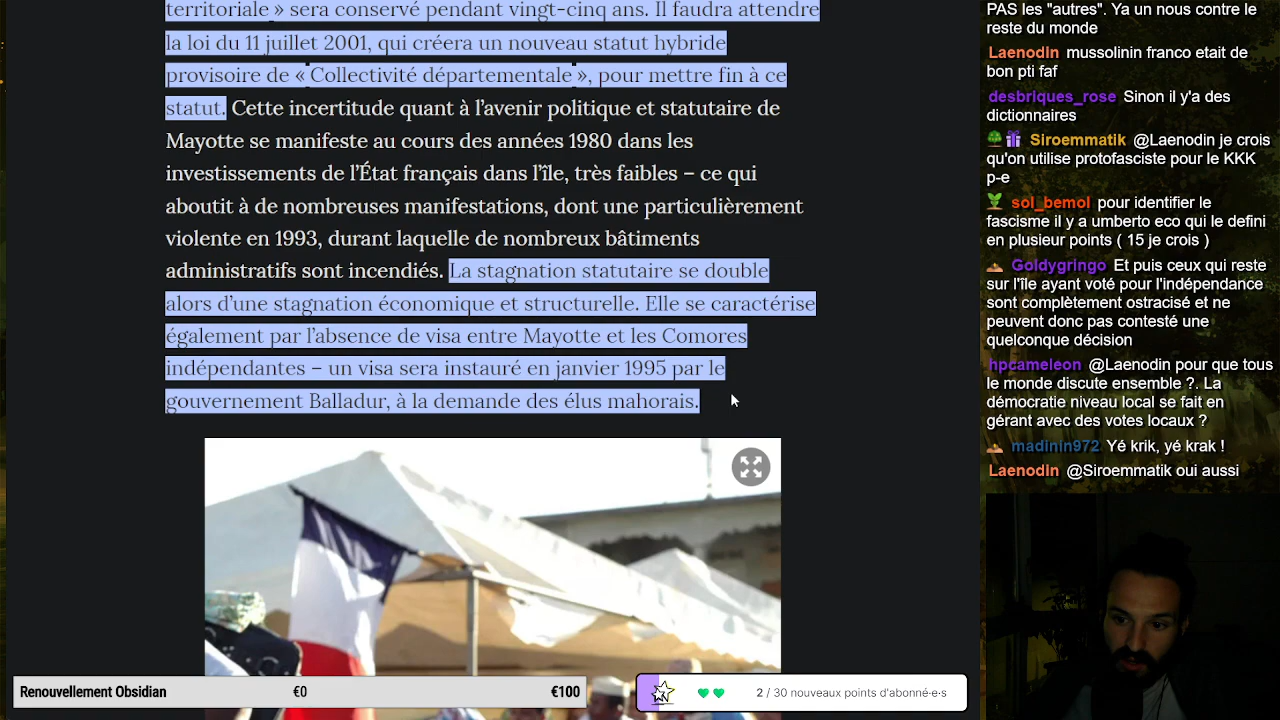 territoriale » sera conservé pendant vingt-cinq ans. Il faudra attendre
la loi du 11 juillet 2001, qui créera un nouveau statut hybride
provisoire de « Collectivité départementale », pour mettre fin à ce
statut. Cette incertitude quant à l’avenir politique et statutaire de
Mayotte se manifeste au cours des années 1980 dans les
investissements de l’État français dans l’île, très faibles – ce qui
aboutit à de nombreuses manifestations, dont une particulièrement
violente en 1993, durant laquelle de nombreux bâtiments
administratifs sont incendiés. La stagnation statutaire se double
alors d’une stagnation économique et structurelle. Elle se caractérise
également par l’absence de visa entre Mayotte et les Comores
indépendantes – un visa sera instauré en janvier 1995 par le
gouvernement Balladur, à la demande des élus mahorais.
PAS les "autres". Ya un nous contre le
reste du monde
LaenodIn mussolinin franco etait de
bon pti faf
desbriques_rose Sinon il y'a des
dictionnaires
Siroemmatik @Laenodin je crois
qu'on utilise protofasciste pour le KKK
p-e
sol_bemol pour identifier le
fascisme il y a umberto eco qui le defini
en plusieur points ( 15 je crois )
Goldygringo Et puis ceux qui reste
sur l'île ayant voté pour l'indépendance
sont complètement ostracisé et ne
peuvent donc pas contesté une
quelconque décision
hpcameleon @Laenodin pour que tous
le monde discute ensemble ?. La
démocratie niveau local se fait en
gérant avec des votes locaux ?
madinin972 Yé krik, yé krak !
LaenodIn @Siroemmatik oui aussi
Renouvellement Obsidian €0 €100
2 / 30 nouveaux points d'abonné·e·s